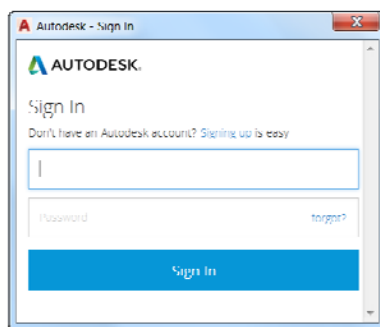 Autodesk - Sign In
AUTODESK.
Sign In
Don't have an Autodesk account? Signing up is easy
Password forgot?
Sign In